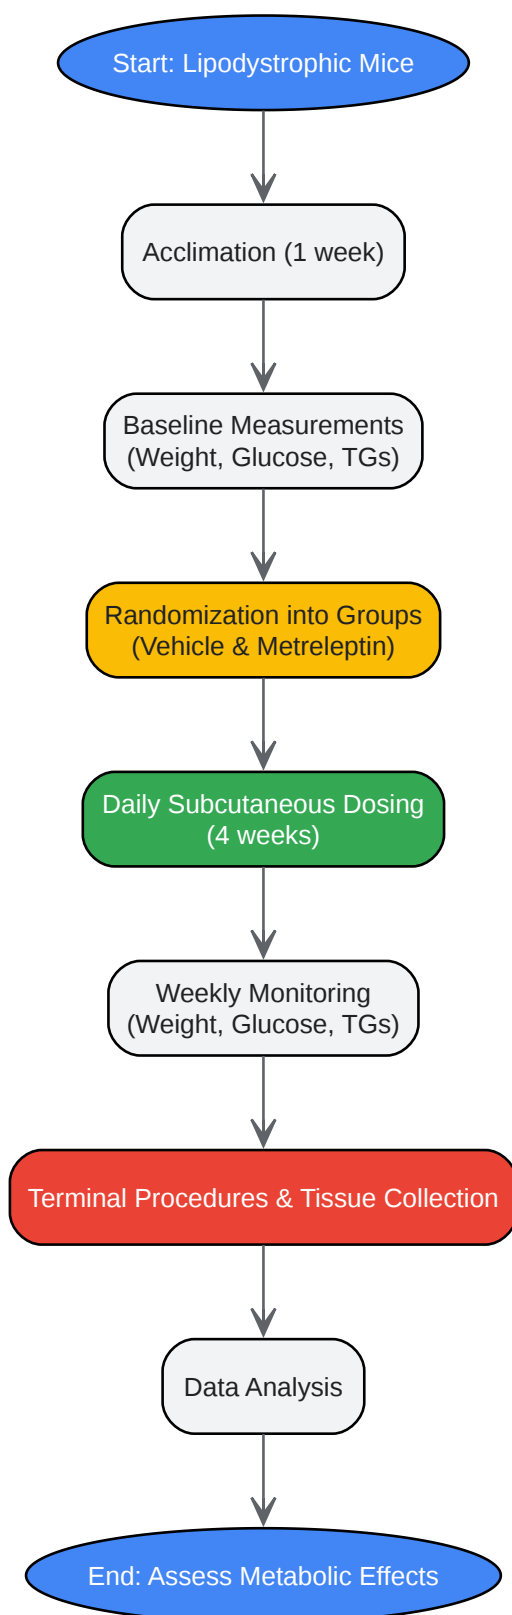 Start: Lipodystrophic Mice
Acclimation (1 week)
Baseline Measurements
(Weight, Glucose, TGs)
Randomization into Groups
(Vehicle & Metreleptin)
Daily Subcutaneous Dosing
(4 weeks)
Weekly Monitoring
(Weight, Glucose, TGs)
Terminal Procedures & Tissue Collection
Data Analysis
End: Assess Metabolic Effects